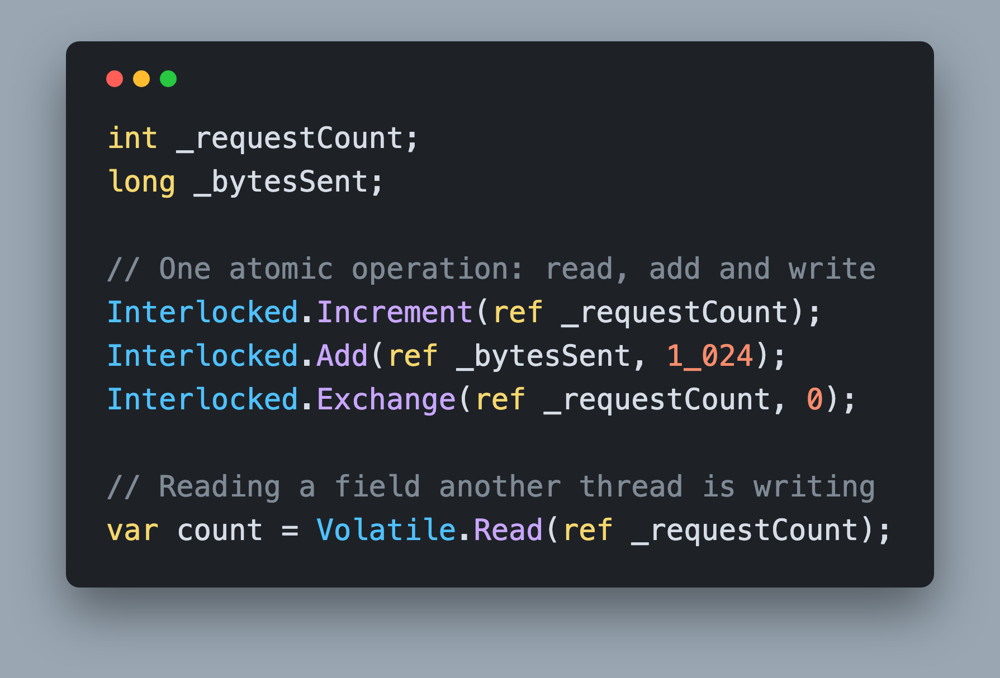 int _requestCount;
long _bytesSent;
// One atomic operation: read, add and write
Interlocked.Increment(ref _requestCount);
Interlocked.Add(ref _bytesSent, 1_024);
Interlocked.Exchange(ref _requestCount, 0);
// Reading a field another thread is writing
var count = Volatile.Read(ref _requestCount);